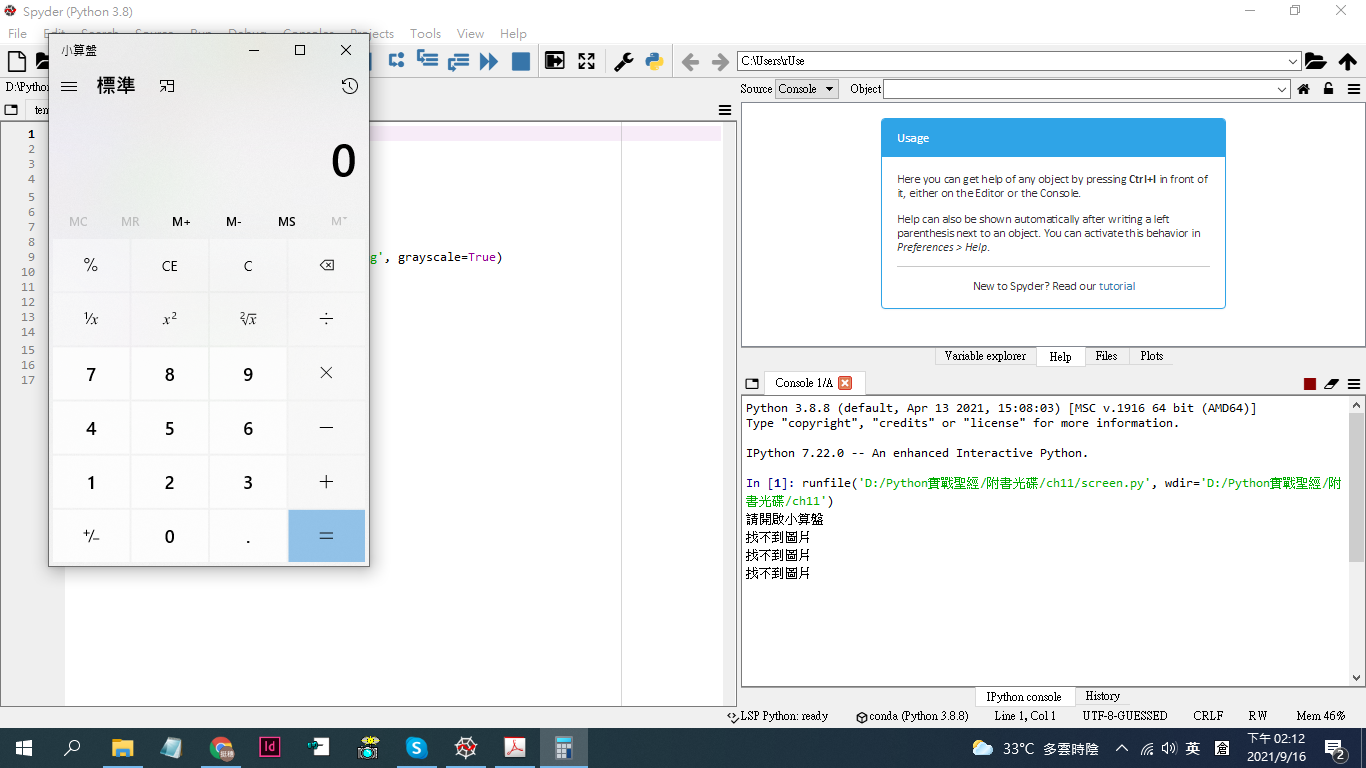 Spyder (Python 3.8)
File Edit Search Source Run Debug Consoles Projects Tools View Help
C:\Users\rUse
D:\Python
Source Console Object
小算盤
標準
0
MC MR M+ M- MS M˅
% CE C
⅟x x² ²√x ÷
7 8 9 ×
4 5 6 −
1 2 3 +
+/− 0 . =
1
2
3
4
5
6
7
8
9
g', grayscale=True)
10
11
12
13
14
15
16
17
Usage
Here you can get help of any object by pressing Ctrl+I in front of
it, either on the Editor or the Console.
Help can also be shown automatically after writing a left
parenthesis next to an object. You can activate this behavior in
Preferences > Help.
New to Spyder? Read our tutorial
Variable explorer Help Files Plots
Console 1/A
Python 3.8.8 (default, Apr 13 2021, 15:08:03) [MSC v.1916 64 bit (AMD64)]
Type "copyright", "credits" or "license" for more information.
IPython 7.22.0 -- An enhanced Interactive Python.
In [1]: runfile('D:/Python實戰聖經/附書光碟/ch11/screen.py', wdir='D:/Python實戰聖經/附
書光碟/ch11')
請開啟小算盤
找不到圖片
找不到圖片
找不到圖片
IPython console History
LSP Python: ready conda (Python 3.8.8) Line 1, Col 1 UTF-8-GUESSED CRLF RW Mem 46%
33°C 多雲時陰 英 倉 下午 02:12
2021/9/16
2